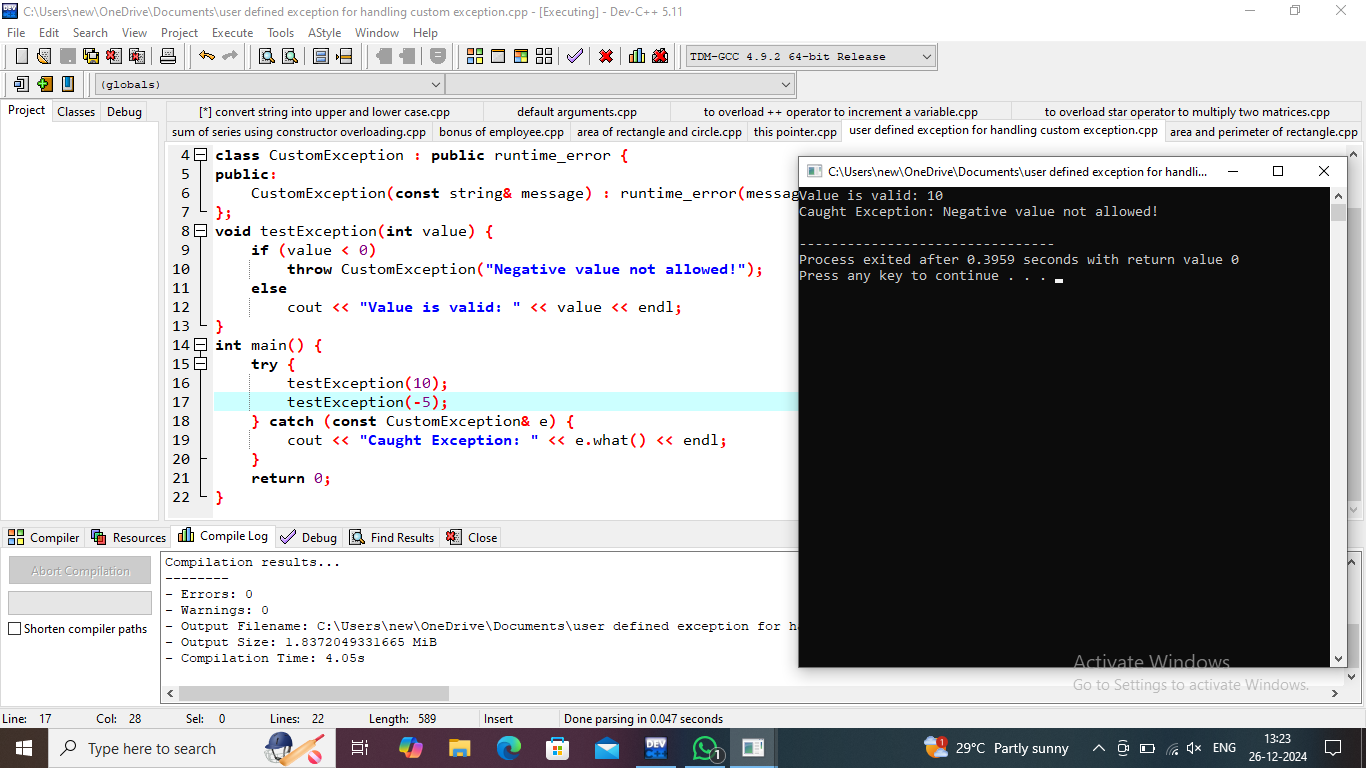 C:\Users\new\OneDrive\Documents\user defined exception for handling custom exception.cpp - [Executing] - Dev-C++ 5.11
File Edit Search View Project Execute Tools AStyle Window Help
TDM-GCC 4.9.2 64-bit Release
(globals)
Project Classes Debug
[*] convert string into upper and lower case.cpp default arguments.cpp to overload ++ operator to increment a variable.cpp to overload star operator to multiply two matrices.cpp
sum of series using constructor overloading.cpp bonus of employee.cpp area of rectangle and circle.cpp this pointer.cpp user defined exception for handling custom exception.cpp area and perimeter of rectangle.cpp
4 class CustomException : public runtime_error {
5 public:
6 CustomException(const string& message) : runtime_error(messag
7 };
8 void testException(int value) {
9 if (value < 0)
10 throw CustomException("Negative value not allowed!");
11 else
12 cout << "Value is valid: " << value << endl;
13 }
14 int main() {
15 try {
16 testException(10);
17 testException(-5);
18 } catch (const CustomException& e) {
19 cout << "Caught Exception: " << e.what() << endl;
20 }
21 return 0;
22 }
C:\Users\new\OneDrive\Documents\user defined exception for handli...
Value is valid: 10
Caught Exception: Negative value not allowed!
--------------------------------
Process exited after 0.3959 seconds with return value 0
Press any key to continue . . .
Compiler Resources Compile Log Debug Find Results Close
Abort Compilation
Shorten compiler paths
Compilation results...
--------
- Errors: 0
- Warnings: 0
- Output Filename: C:\Users\new\OneDrive\Documents\user defined exception for h
- Output Size: 1.8372049331665 MiB
- Compilation Time: 4.05s
Activate Windows
Go to Settings to activate Windows.
Line: 17 Col: 28 Sel: 0 Lines: 22 Length: 589 Insert Done parsing in 0.047 seconds
Type here to search
DEV
1
1
29°C Partly sunny
ENG
13:23
26-12-2024